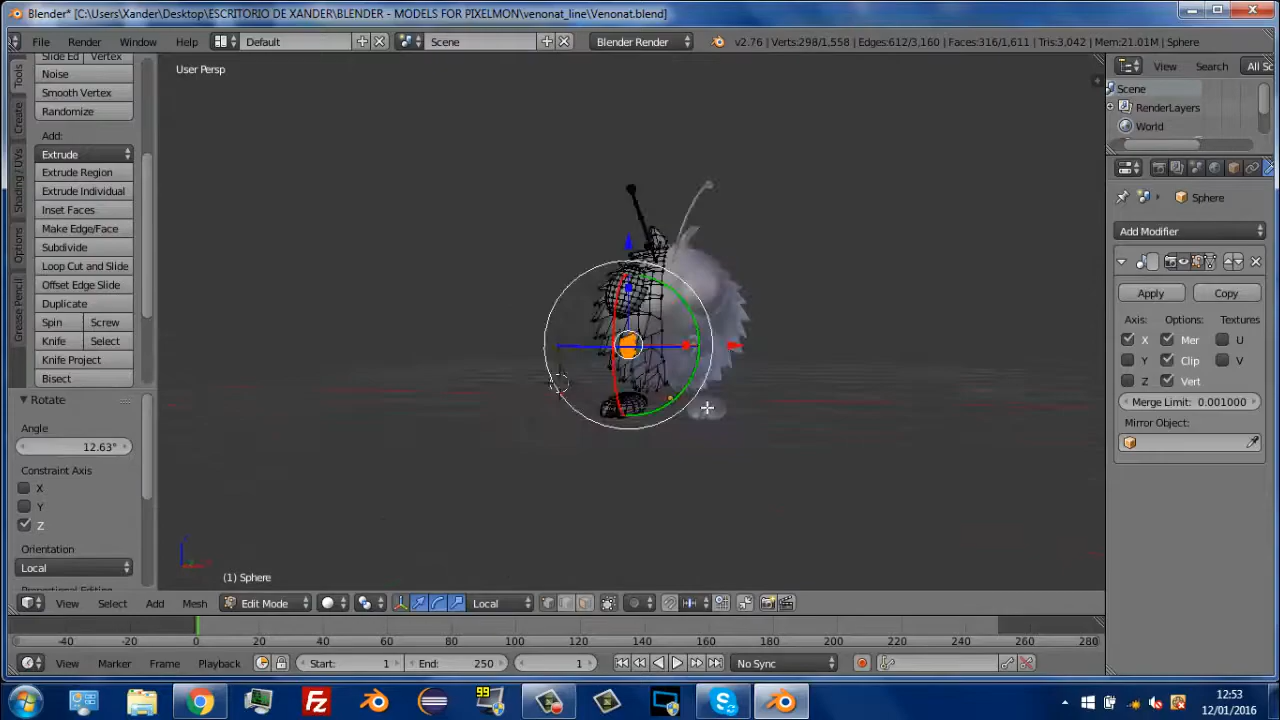 Blender* [C:\Users\Xander\Desktop\ESCRITORIO DE XANDER\BLENDER - MODELS FOR PIXELMON\venonat_line\Venonat.blend]
File Render Window Help Default Scene Blender Render v2.76 | Verts:298/1,558 | Edges:612/3,160 | Faces:316/1,611 | Tris:3,042 | Mem:21.01M | Sphere
User Persp
View Search All Sc
Scene
RenderLayers
World
Sphere
Add Modifier
Apply Copy
Axis: Options: Textures
X Mer U
Y Clip V
Z Vert
Merge Limit: 0.001000
Mirror Object:
Tools
Create
Shading / UVs
Options
Grease Pencil
Slide Ed Vertex
Noise
Smooth Vertex
Randomize
Add:
Extrude
Extrude Region
Extrude Individual
Inset Faces
Make Edge/Face
Subdivide
Loop Cut and Slide
Offset Edge Slide
Duplicate
Spin Screw
Knife Select
Knife Project
Bisect
Rotate
Angle
12.63°
Constraint Axis
X
Y
Z
Orientation
Local
(1) Sphere
View Select Add Mesh Edit Mode Local
-40 -20 0 20 40 60 80 100 120 140 160 180 200 220 240 260 280
View Marker Frame Playback Start: 1 End: 250 1 No Sync
99
12:53
12/01/2016